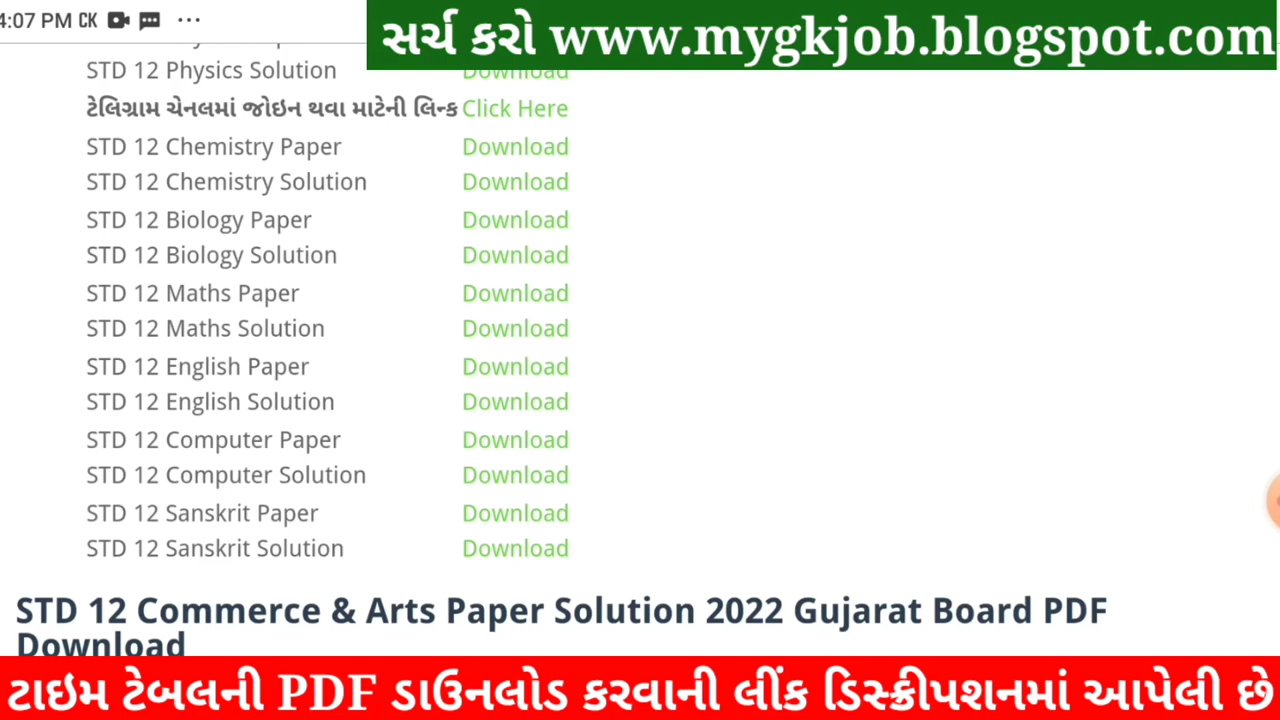 4:07 PM CK ...
સર્ચ કરો www.mygkjob.blogspot.com
STD 12 Physics Solution Download
ટેલિગ્રામ ચેનલમાં જોઇન થવા માટેની લિન્ક Click Here
STD 12 Chemistry Paper Download
STD 12 Chemistry Solution Download
STD 12 Biology Paper Download
STD 12 Biology Solution Download
STD 12 Maths Paper Download
STD 12 Maths Solution Download
STD 12 English Paper Download
STD 12 English Solution Download
STD 12 Computer Paper Download
STD 12 Computer Solution Download
STD 12 Sanskrit Paper Download
STD 12 Sanskrit Solution Download
STD 12 Commerce & Arts Paper Solution 2022 Gujarat Board PDF
Download
ટાઇમ ટેબલની PDF ડાઉનલોડ કરવાની લીંક ડિસ્ક્રીપશનમાં આપેલી છે